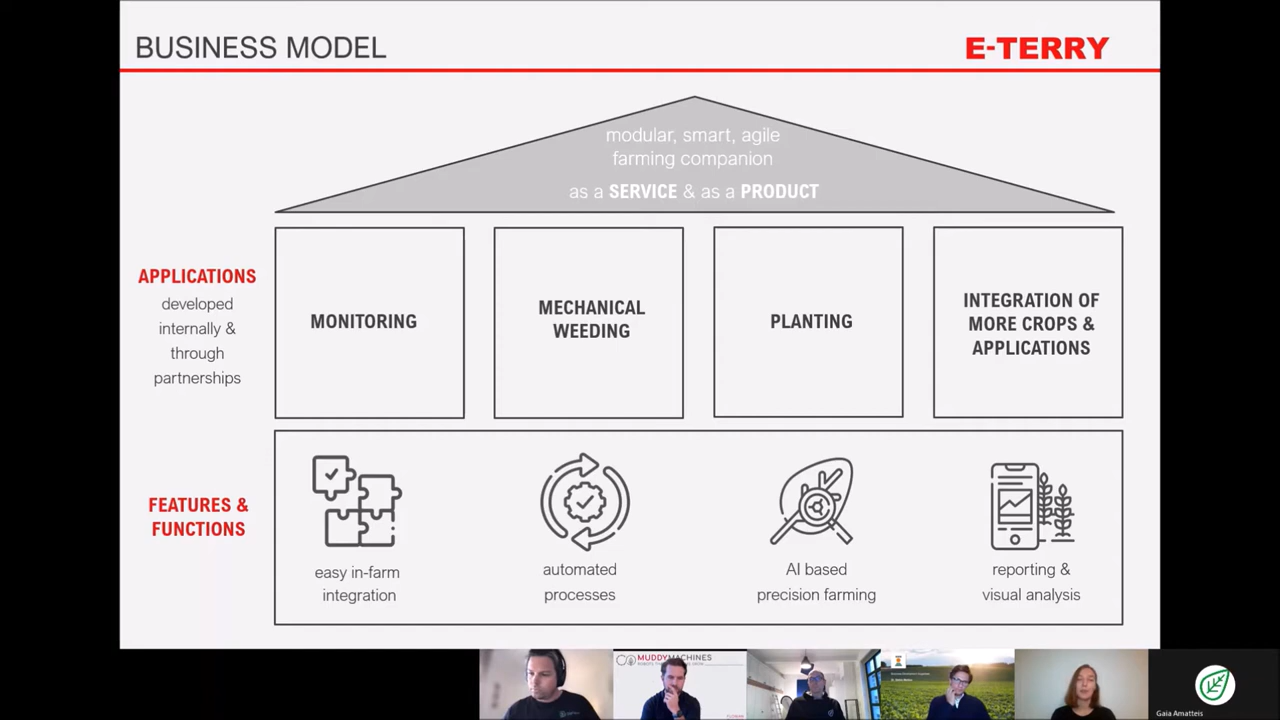 BUSINESS MODEL
E-TERRY
modular, smart, agile
farming companion
as a SERVICE & as a PRODUCT
APPLICATIONS
developed
internally &
through
partnerships
MONITORING
MECHANICAL
WEEDING
PLANTING
INTEGRATION OF
MORE CROPS &
APPLICATIONS
FEATURES &
FUNCTIONS
easy in-farm
integration
automated
processes
AI based
precision farming
reporting &
visual analysis
MUDDYMACHINES
Gaia Amatteis